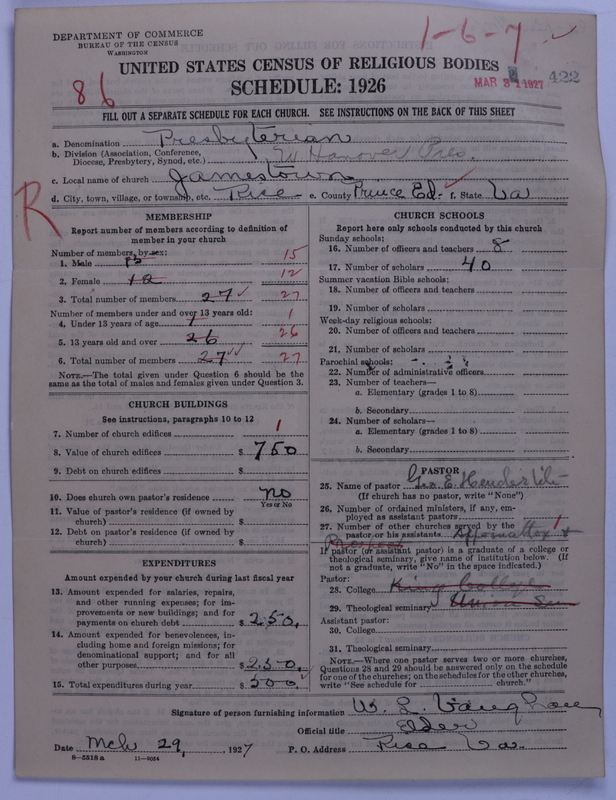 DEPARTMENT OF COMMERCE
BUREAU OF THE CENSUS
WASHINGTON
1-6-7
UNITED STATES CENSUS OF RELIGIOUS BODIES
SCHEDULE: 1926
86
MAR 31 1927
422
FILL OUT A SEPARATE SCHEDULE FOR EACH CHURCH. SEE INSTRUCTIONS ON THE BACK OF THIS SHEET
a. Denomination Presbyterian
b. Division (Association, Conference,
Diocese, Presbytery, Synod, etc.) W Hanover Pres.
c. Local name of church Jamestown
d. City, town, village, or township, etc. Rice e. County Prince Ed. f. State Va
R
MEMBERSHIP
Report number of members according to definition of
member in your church
Number of members, by sex:
1. Male 15 15
2. Female 12 12
3. Total number of members 27 27
Number of members under and over 13 years old:
4. Under 13 years of age 1 1
5. 13 years old and over 26 26
6. Total number of members 27 27
NOTE.—The total given under Question 6 should be
the same as the total of males and females given under Question 3.
CHURCH BUILDINGS
See instructions, paragraphs 10 to 12
7. Number of church edifices 1
8. Value of church edifices $ 750
9. Debt on church edifices $
10. Does church own pastor's residence no
Yes or No
11. Value of pastor's residence (if owned by
church) $
12. Debt on pastor's residence (if owned by
church) $
EXPENDITURES
Amount expended by your church during last fiscal year
13. Amount expended for salaries, repairs,
and other running expenses; for im-
provements or new buildings; and for
payments on church debt $ 250.
14. Amount expended for benevolences, in-
cluding home and foreign missions; for
denominational support; and for all
other purposes $ 250.
15. Total expenditures during year $ 500
CHURCH SCHOOLS
Report here only schools conducted by this church
Sunday schools:
16. Number of officers and teachers 8
17. Number of scholars 40
Summer vacation Bible schools:
18. Number of officers and teachers
19. Number of scholars
Week-day religious schools:
20. Number of officers and teachers
21. Number of scholars
Parochial schools:
22. Number of administrative officers
23. Number of teachers—
a. Elementary (grades 1 to 8)
b. Secondary
24. Number of scholars—
a. Elementary (grades 1 to 8)
b. Secondary
PASTOR
25. Name of pastor Geo. E. Henderlite
(If church has no pastor, write "None")
26. Number of ordained ministers, if any, em-
ployed as assistant pastors
27. Number of other churches served by the
pastor or his assistants Appomattox & 1
If pastor (or assistant pastor) is a graduate of a college or
theological seminary, give name of institution below. (If
not a graduate, write "No" in the space indicated.)
Pastor:
28. College King College
29. Theological seminary Union Sem
Assistant pastor:
30. College
31. Theological seminary
NOTE.—Where one pastor serves two or more churches,
Questions 28 and 29 should be answered only on the schedule
for one of the churches; on the schedules for the other churches,
write "See schedule for church."
Signature of person furnishing information W. L. Vaughan
Official title Elder
Date Mch 29, , 1927 P. O. Address Rice Va.
8—5518 a 11—9054